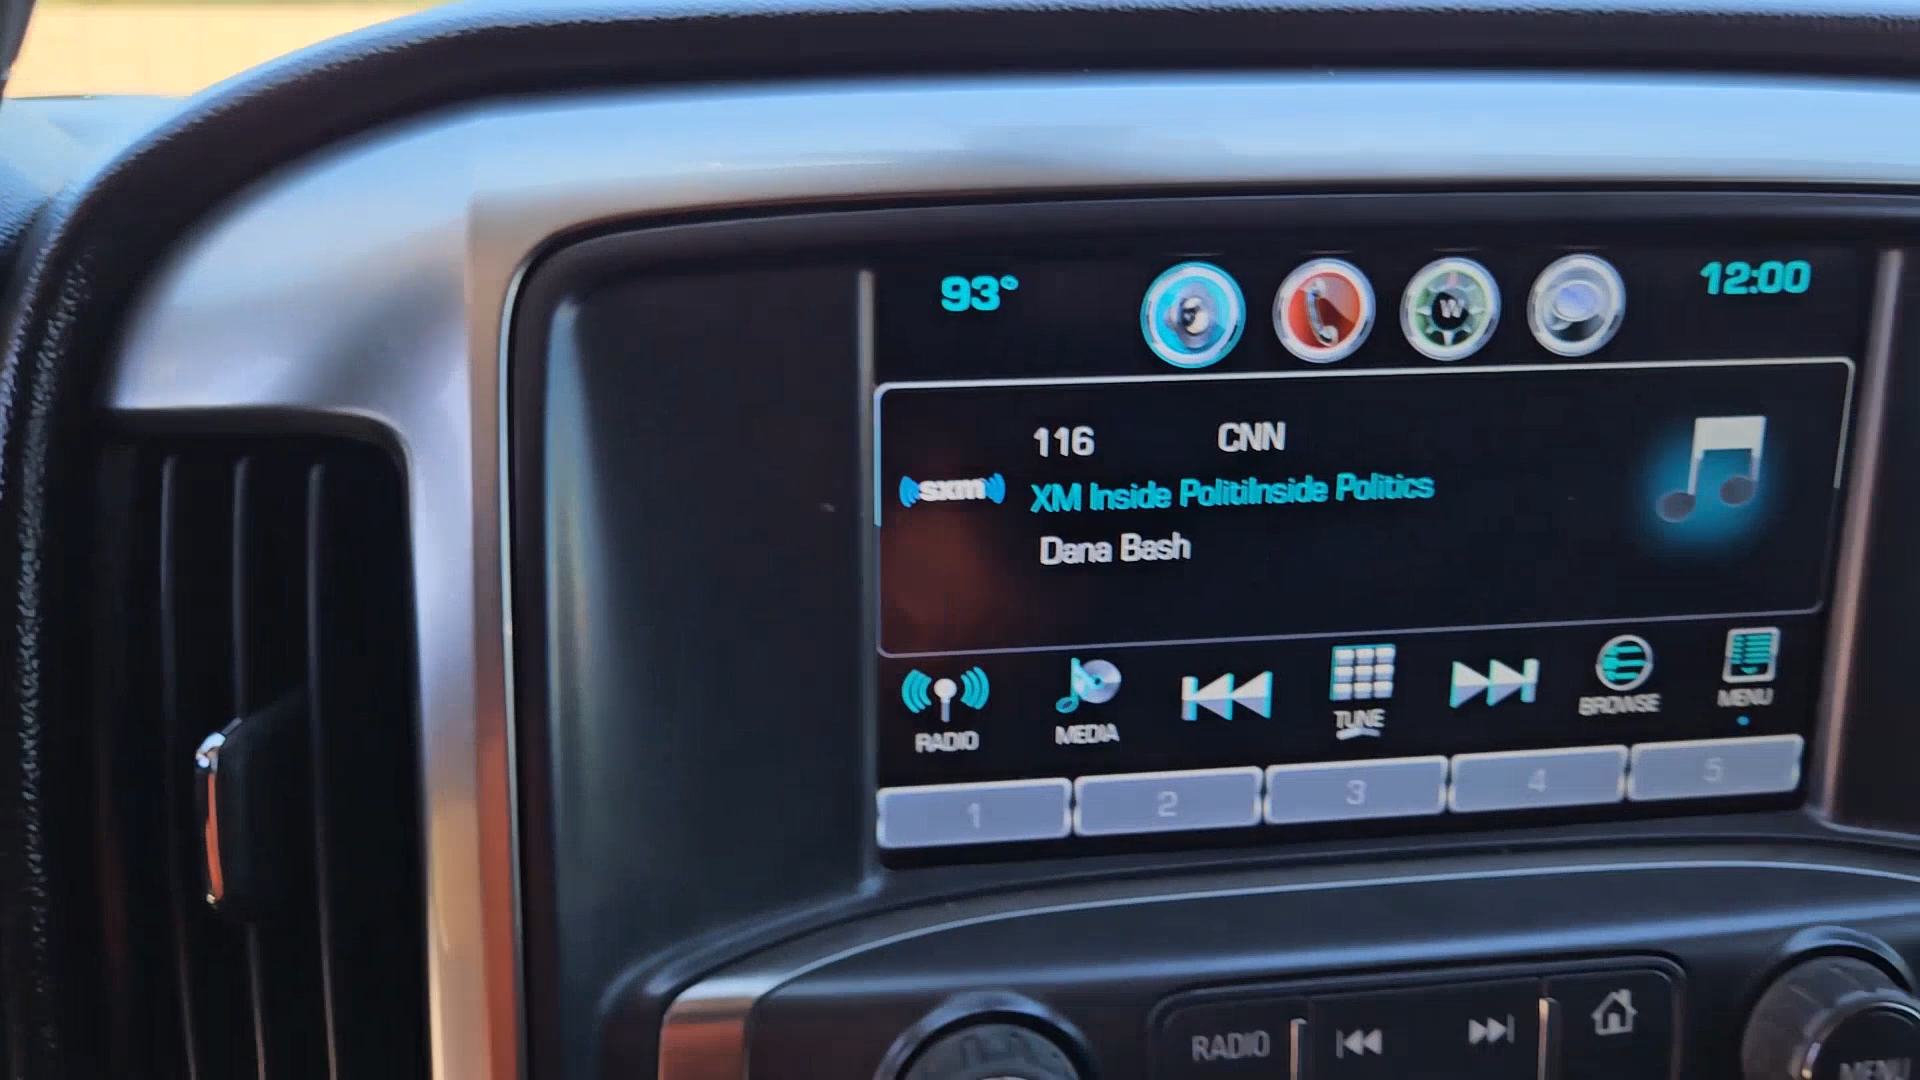 93° W 12:00
116 CNN
sxm XM Inside PolitiInside Politics
Dana Bash
RADIO MEDIA TUNE BROWSE MENU
1 2 3 4 5
RADIO
MENU